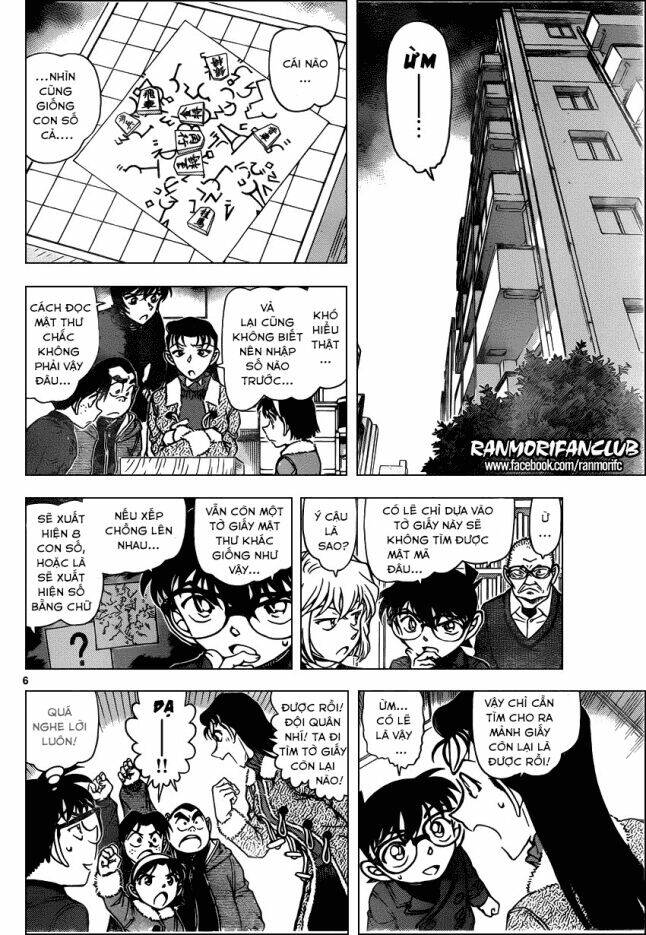 ỪM
...
CÁI NÀO
...
...NHÌN
CŨNG
GIỐNG
CON SỐ
CẢ....
RANMORIFANCLUB
www.facebook.com/ranmorifc
KHÓ
HIỂU
THẬT
...
VẢ
LẠI CŨNG
KHÔNG BIẾT
NÊN NHẬP
SỐ NÀO
TRƯỚC...
CÁCH ĐỌC
MẬT THƯ
CHẮC
KHÔNG
PHẢI VẬY
ĐÂU...
Ừ
...
CÓ LẼ CHỈ DỰA VÀO
TỜ GIẤY NÀY SẼ
KHÔNG TÌM ĐƯỢC
MẬT MÃ
ĐÂU...
Ý CẬU
LÀ
SAO?
VẪN CÒN MỘT
TỜ GIẤY MẬT
THƯ KHÁC
GIỐNG NHƯ
VẬY...
NẾU XẾP
CHỒNG LÊN
NHAU...
SẼ XUẤT
HIỆN 8
CON SỐ,
HOẶC LÀ
SẼ XUẤT
HIỆN SỐ
BẰNG CHỮ
?
6
VẬY CHỈ CẦN
TÌM CHO RA
MẢNH GIẤY
CÒN LẠI LÀ
ĐƯỢC RỒI!
ỪM...
CÓ LẼ
LÀ VẬY
...
ĐƯỢC RỒI!
ĐỘI QUÂN
NHÍ! TA ĐI
TÌM TỜ GIẤY
CÒN LẠI
NÀO!
DẠ
!!
QUÁ
NGHE LỜI
LUÔN!